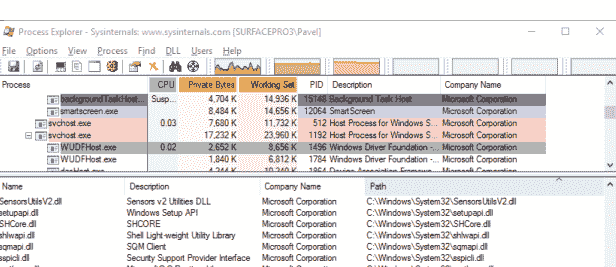 Process Explorer - Sysinternals: www.sysinternals.com [SURFACEPRO3\Pavel]
File Options View Process Find DLL Users Help
Process CPU Private Bytes Working Set PID Description Company Name
backgroundTaskHost... Susp... 4,704 K 14,936 K 15148 Background Task Host Microsoft Corporation
smartscreen.exe 8,484 K 14,656 K 12064 SmartScreen Microsoft Corporation
svchost.exe 0.03 7,680 K 11,732 K 512 Host Process for Windows S... Microsoft Corporation
svchost.exe 17,232 K 23,960 K 1192 Host Process for Windows S... Microsoft Corporation
WUDFHost.exe 0.02 2,652 K 8,656 K 1496 Windows Driver Foundation -... Microsoft Corporation
WUDFHost.exe 1,840 K 6,812 K 1784 Windows Driver Foundation -... Microsoft Corporation
Name Description Company Name Path
SensorsUtilsV2.dll Sensors v2 Utilities DLL Microsoft Corporation C:\Windows\System32\SensorsUtilsV2.dll
setupapi.dll Windows Setup API Microsoft Corporation C:\Windows\System32\setupapi.dll
SHCore.dll SHCORE Microsoft Corporation C:\Windows\System32\SHCore.dll
shlwapi.dll Shell Light-weight Utility Library Microsoft Corporation C:\Windows\System32\shlwapi.dll
sqmapi.dll SQM Client Microsoft Corporation C:\Windows\System32\sqmapi.dll
sspicli.dll Security Support Provider Interface Microsoft Corporation C:\Windows\System32\sspicli.dll